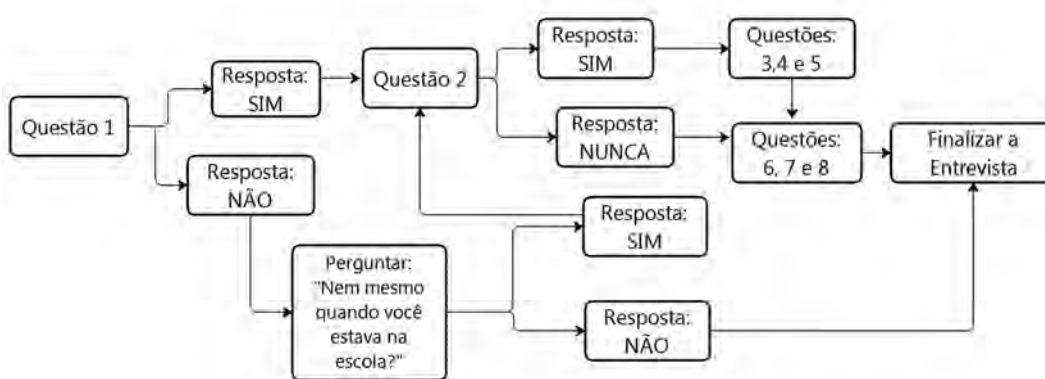 Questão 1
Resposta:
SIM
Resposta:
NÃO
Perguntar:
"Nem mesmo
quando você
estava na
escola?"
Questão 2
Resposta:
SIM
Resposta:
NUNCA
Resposta:
SIM
Resposta:
NÃO
Questões:
3,4 e 5
Questões:
6, 7 e 8
Finalizar a
Entrevista